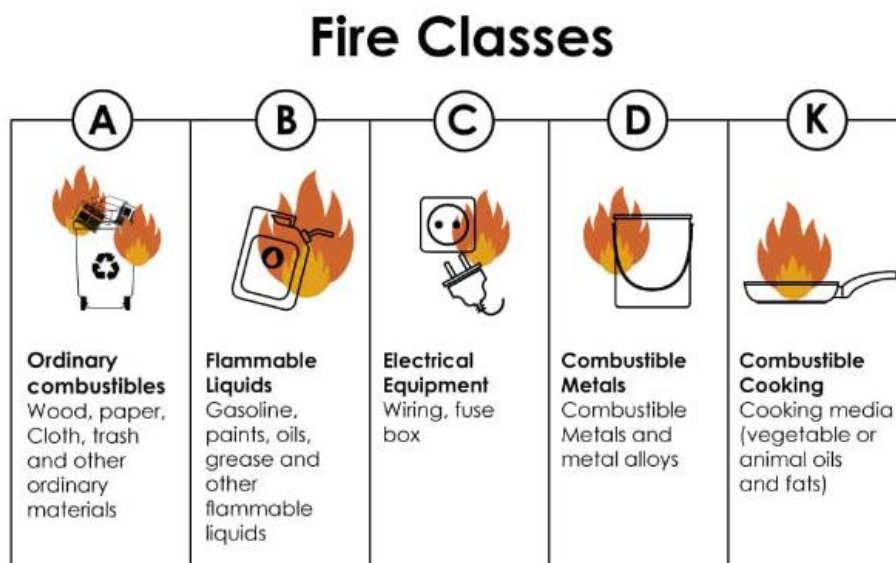 Fire Classes
A
B
C
D
K
Ordinary
combustibles
Wood, paper,
Cloth, trash
and other
ordinary
materials
Flammable
Liquids
Gasoline,
paints, oils,
grease and
other
flammable
liquids
Electrical
Equipment
Wiring, fuse
box
Combustible
Metals
Combustible
Metals and
metal alloys
Combustible
Cooking
Cooking media
(vegetable or
animal oils
and fats)